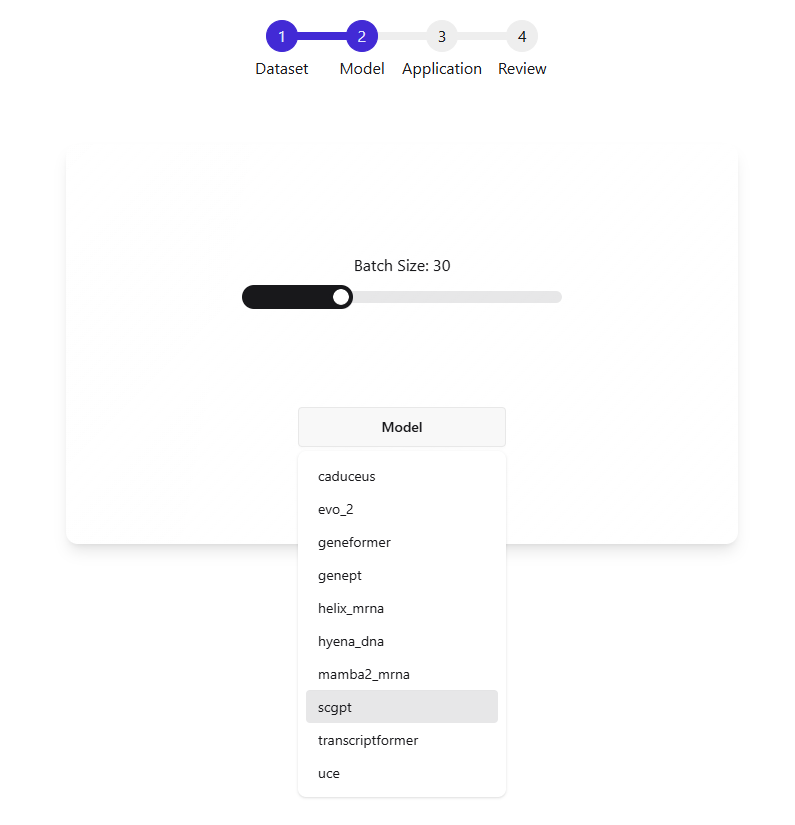 1 2 3 4
Dataset Model Application Review
Batch Size: 30
Model
caduceus
evo_2
geneformer
genept
helix_mrna
hyena_dna
mamba2_mrna
scgpt
transcriptformer
uce